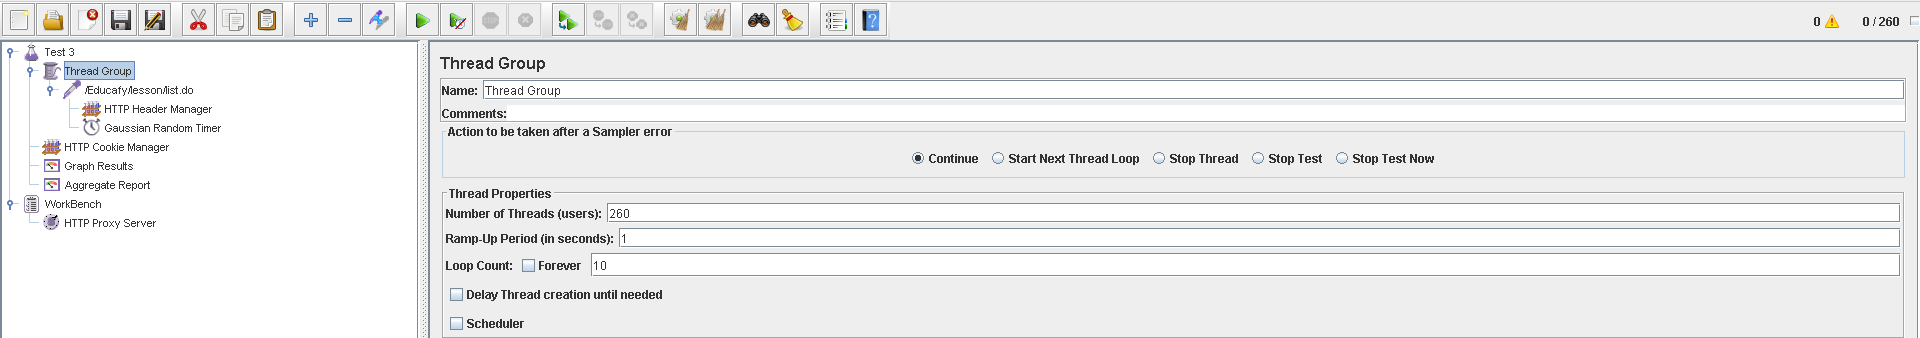 0 0 / 260
Test 3
Thread Group
/Educafy/lesson/list.do
HTTP Header Manager
Gaussian Random Timer
HTTP Cookie Manager
Graph Results
Aggregate Report
WorkBench
HTTP Proxy Server
Thread Group
Name: Thread Group
Comments:
Action to be taken after a Sampler error
Continue Start Next Thread Loop Stop Thread Stop Test Stop Test Now
Thread Properties
Number of Threads (users): 260
Ramp-Up Period (in seconds): 1
Loop Count: Forever 10
Delay Thread creation until needed
Scheduler